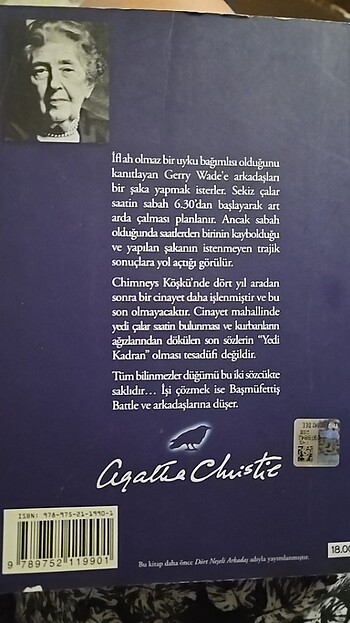 İflah olmaz bir uyku bağımlısı olduğunu
kanıtlayan Gerry Wade'e arkadaşları
bir şaka yapmak isterler. Sekiz çalar
saatin sabah 6.30'dan başlayarak art
arda çalması planlanır. Ancak sabah
olduğunda saatlerden birinin kaybolduğu
ve yapılan şakanın istenmeyen trajik
sonuçlara yol açtığı görülür.
Chimneys Köşkü'nde dört yıl aradan
sonra bir cinayet daha işlenmiştir ve bu
son olmayacaktır. Cinayet mahallinde
yedi çalar saatin bulunması ve kurbanların
ağızlarından dökülen son sözlerin "Yedi
Kadran" olması tesadüfi değildir.
Tüm bilinmezler düğümü bu iki sözcükte
saklıdır... İşi çözmek ise Başmüfettiş
Battle ve arkadaşlarına düşer.
Agatha Christie
ISBN: 978-975-21-1990-1
9 789752 119901
18.00
Bu kitap daha önce Dört Neşeli Arkadaş adıyla yayımlanmıştır.